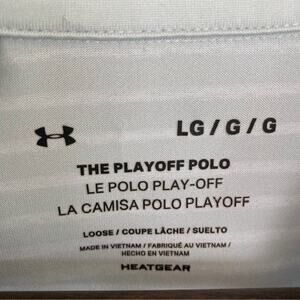 LG / G / G
THE PLAYOFF POLO
LE POLO PLAY-OFF
LA CAMISA POLO PLAYOFF
LOOSE / COUPE LÂCHE / SUELTO
MADE IN VIETNAM / FABRIQUÉ AU VIETNAM /
HECHO EN VIETNAM
HEATGEAR